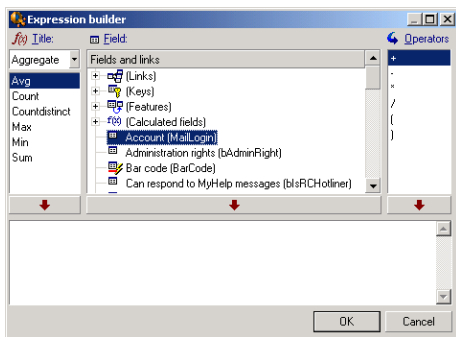 Expression builder
f(x) Title:
Field:
Operators
Aggregate
Fields and links
Avg
Count
Countdistinct
Max
Min
Sum
(Links)
(Keys)
(Features)
f(x) (Calculated fields)
Account (MailLogin)
Administration rights (bAdminRight)
Bar code (BarCode)
Can respond to MyHelp messages (bIsRCHotliner)
+
-
*
/
(
)
OK
Cancel